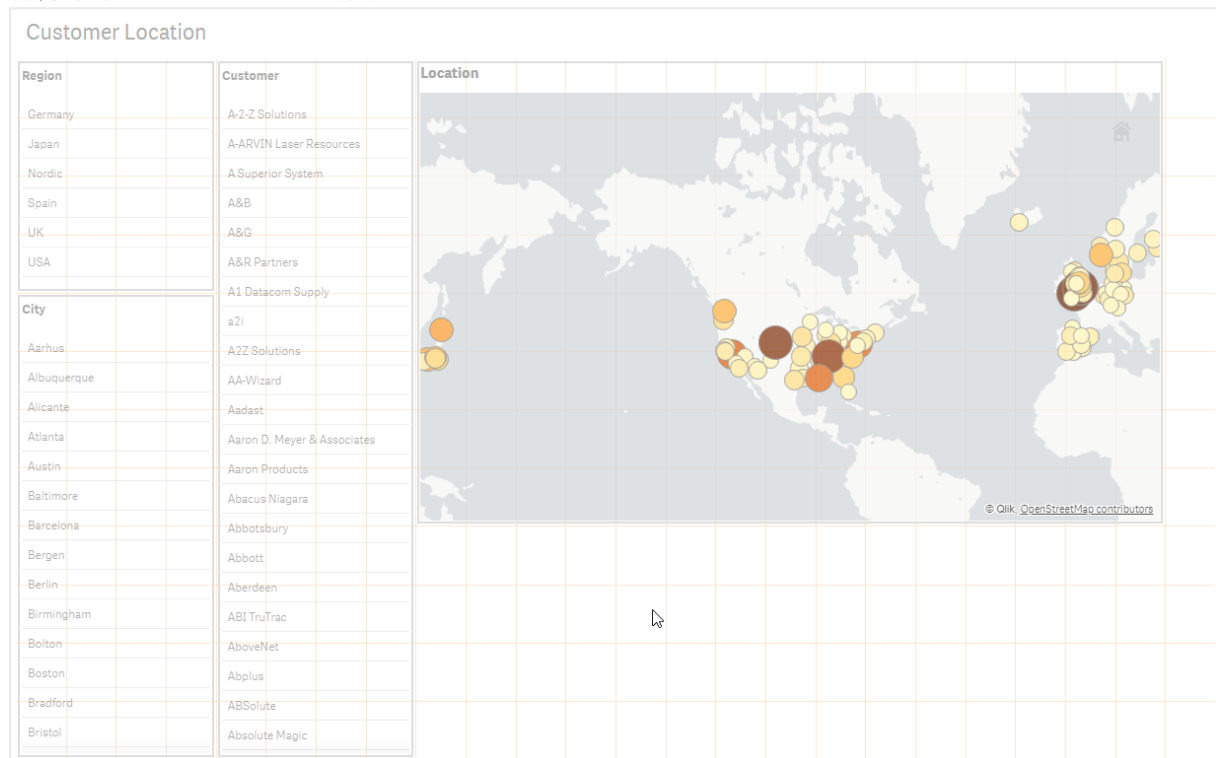 Customer Location
Region
Germany
Japan
Nordic
Spain
UK
USA
City
Aarhus
Albuquerque
Alicante
Atlanta
Austin
Baltimore
Barcelona
Bergen
Berlin
Birmingham
Bolton
Boston
Bradford
Bristol
Customer
A-2-Z Solutions
A-ARVIN Laser Resources
A Superior System
A&B
A&G
A&R Partners
A1 Datacom Supply
a2i
A2Z Solutions
AA-Wizard
Aadast
Aaron D. Meyer & Associates
Aaron Products
Abacus Niagara
Abbotsbury
Abbott
Aberdeen
ABI TruTrac
AboveNet
Abplus
ABSolute
Absolute Magic
Location
© Qlik, OpenStreetMap contributors